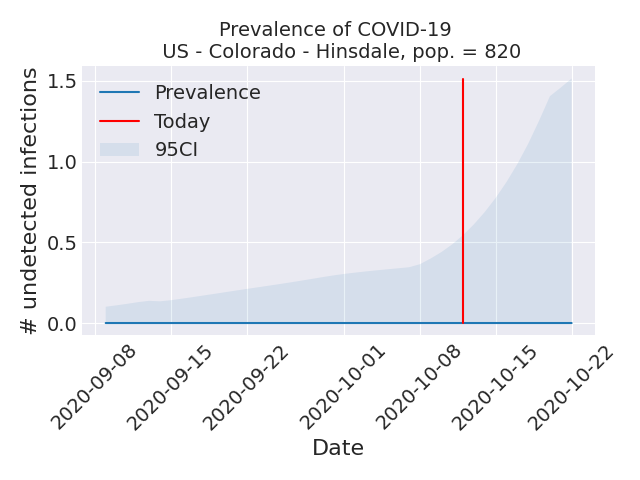 Prevalence of COVID-19
US - Colorado - Hinsdale, pop. = 820
# undetected infections
1.5
1.0
0.5
0.0
Prevalence
Today
95CI
2020-09-08
2020-09-15
2020-09-22
2020-10-01
2020-10-08
2020-10-15
2020-10-22
Date